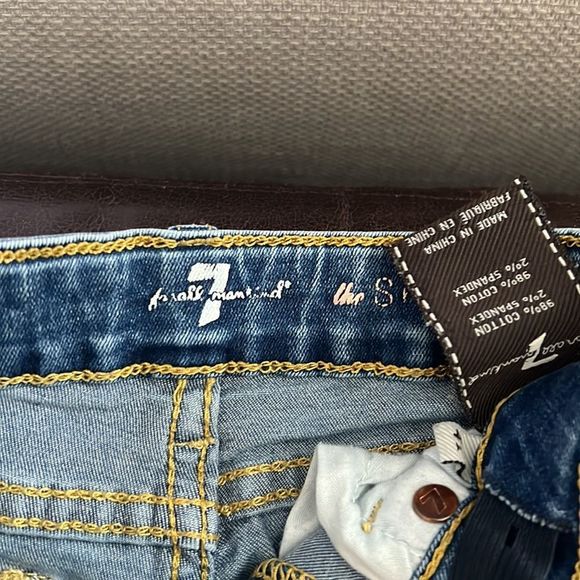 7
for all mankind®
the S
MADE IN CHINA
FABRIQUÉ EN CHINE
98% COTTON
2% SPANDEX
98% COTTON
2% SPANDEX
7
for all mankind
7